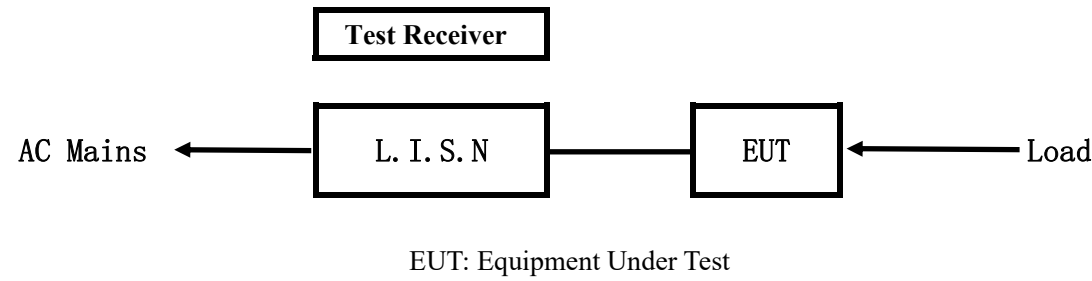 Test Receiver
AC Mains L.I.S.N EUT Load
EUT: Equipment Under Test